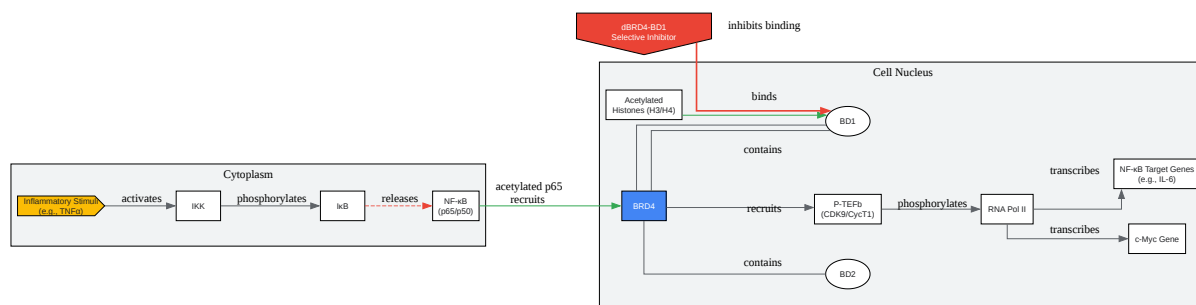 dBRD4-BD1
Selective Inhibitor
inhibits binding
Cell Nucleus
Acetylated
Histones (H3/H4)
binds
BD1
contains
Cytoplasm
Inflammatory Stimuli
(e.g., TNFα)
activates
IKK
phosphorylates
IκB
releases
NF-κB
(p65/p50)
acetylated p65
recruits
BRD4
recruits
P-TEFb
(CDK9/CycT1)
phosphorylates
RNA Pol II
transcribes
NF-κB Target Genes
(e.g., IL-6)
transcribes
c-Myc Gene
contains
BD2